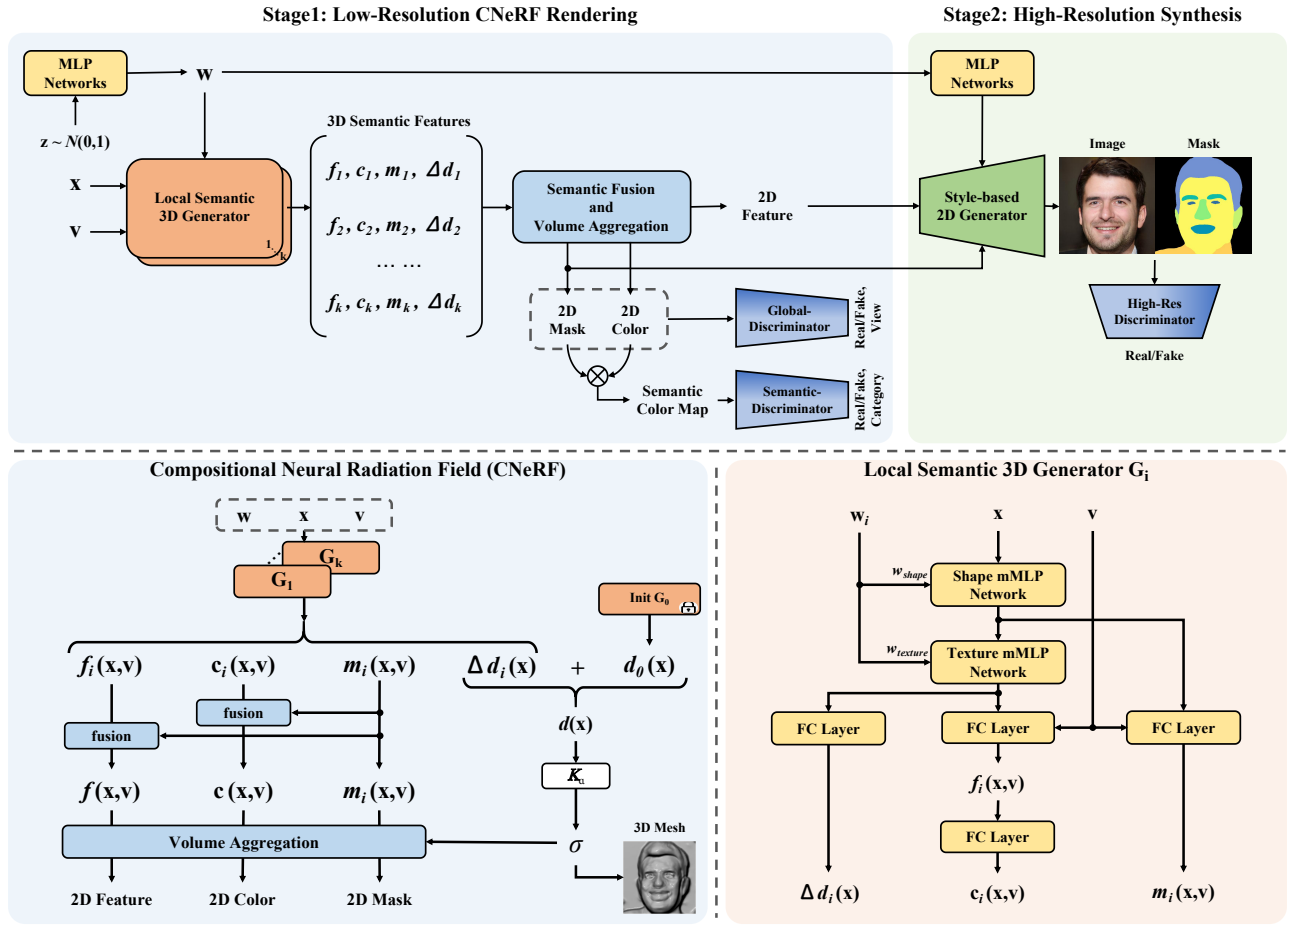 Stage1: Low-Resolution CNeRF Rendering
Stage2: High-Resolution Synthesis
MLP
Networks
w
MLP
Networks
z ~ N(0,1)
x
v
Local Semantic
3D Generator
1
k
3D Semantic Features
f1, c1, m1, Δd1
f2, c2, m2, Δd2
... ...
fk, ck, mk, Δdk
Semantic Fusion
and
Volume Aggregation
2D
Feature
Style-based
2D Generator
Image
Mask
2D
Mask
2D
Color
Global-
Discriminator
Real/Fake,
View
High-Res
Discriminator
Real/Fake
Semantic
Color Map
Semantic-
Discriminator
Real/Fake,
Category
Compositional Neural Radiation Field (CNeRF)
w x v
Gk
G1
Init G0
fi(x,v) ci(x,v) mi(x,v) Δdi(x) + d0(x)
fusion
fusion
d(x)
Ku
f(x,v) c(x,v) mi(x,v)
Volume Aggregation
σ
3D Mesh
2D Feature 2D Color 2D Mask
Local Semantic 3D Generator Gi
wi x v
wshape
Shape mMLP
Network
wtexture
Texture mMLP
Network
FC Layer FC Layer FC Layer
fi(x,v)
FC Layer
Δdi(x) ci(x,v) mi(x,v)